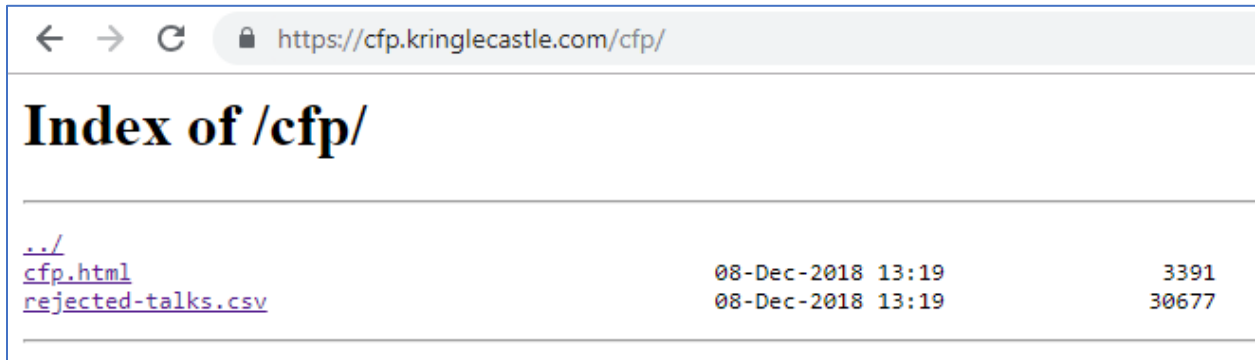 https://cfp.kringlecastle.com/cfp/
Index of /cfp/
../
cfp.html 08-Dec-2018 13:19 3391
rejected-talks.csv 08-Dec-2018 13:19 30677